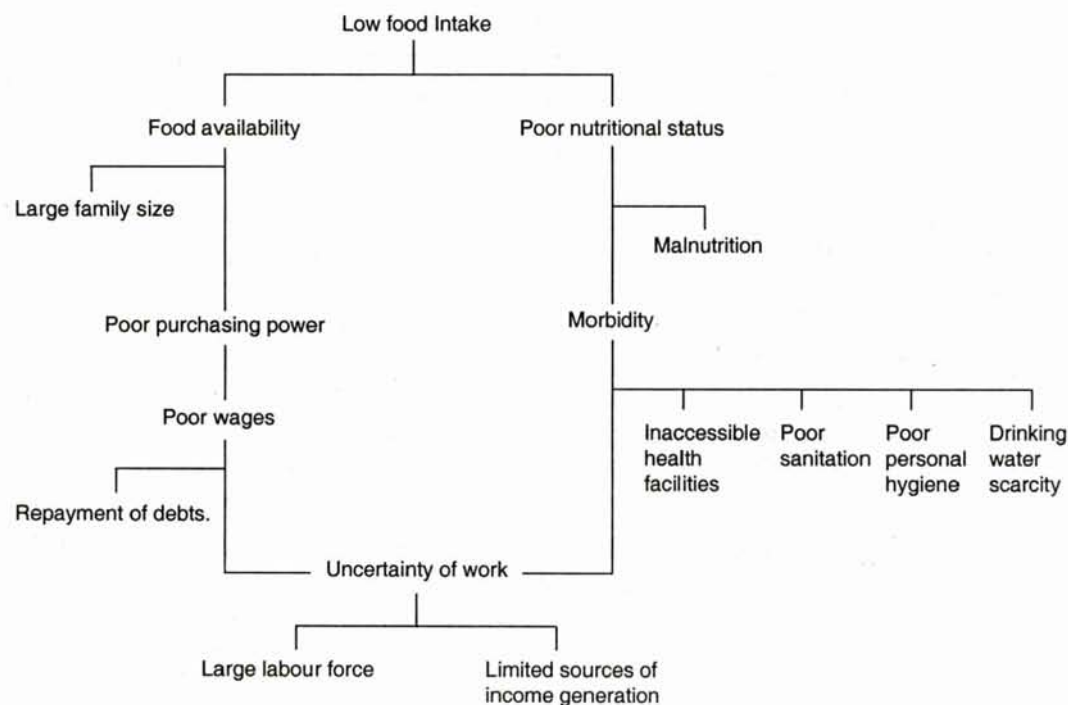 Low food Intake
Food availability
Poor nutritional status
Large family size
Malnutrition
Poor purchasing power
Morbidity
Poor wages
Inaccessible
health
facilities
Poor
sanitation
Poor
personal
hygiene
Drinking
water
scarcity
Repayment of debts.
Uncertainty of work
Large labour force
Limited sources of
income generation